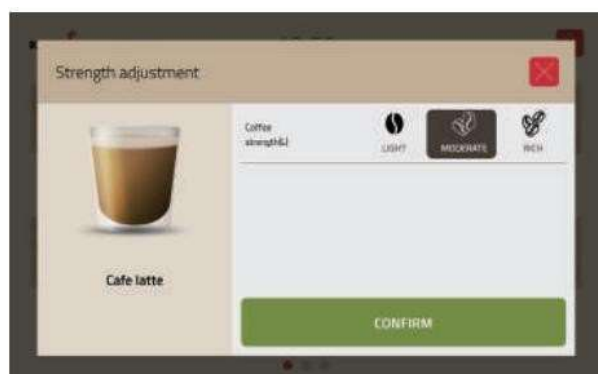 Strength adjustment
Coffee
LIGHT
MODERATE
RICH
Cafe latte
CONFIRM